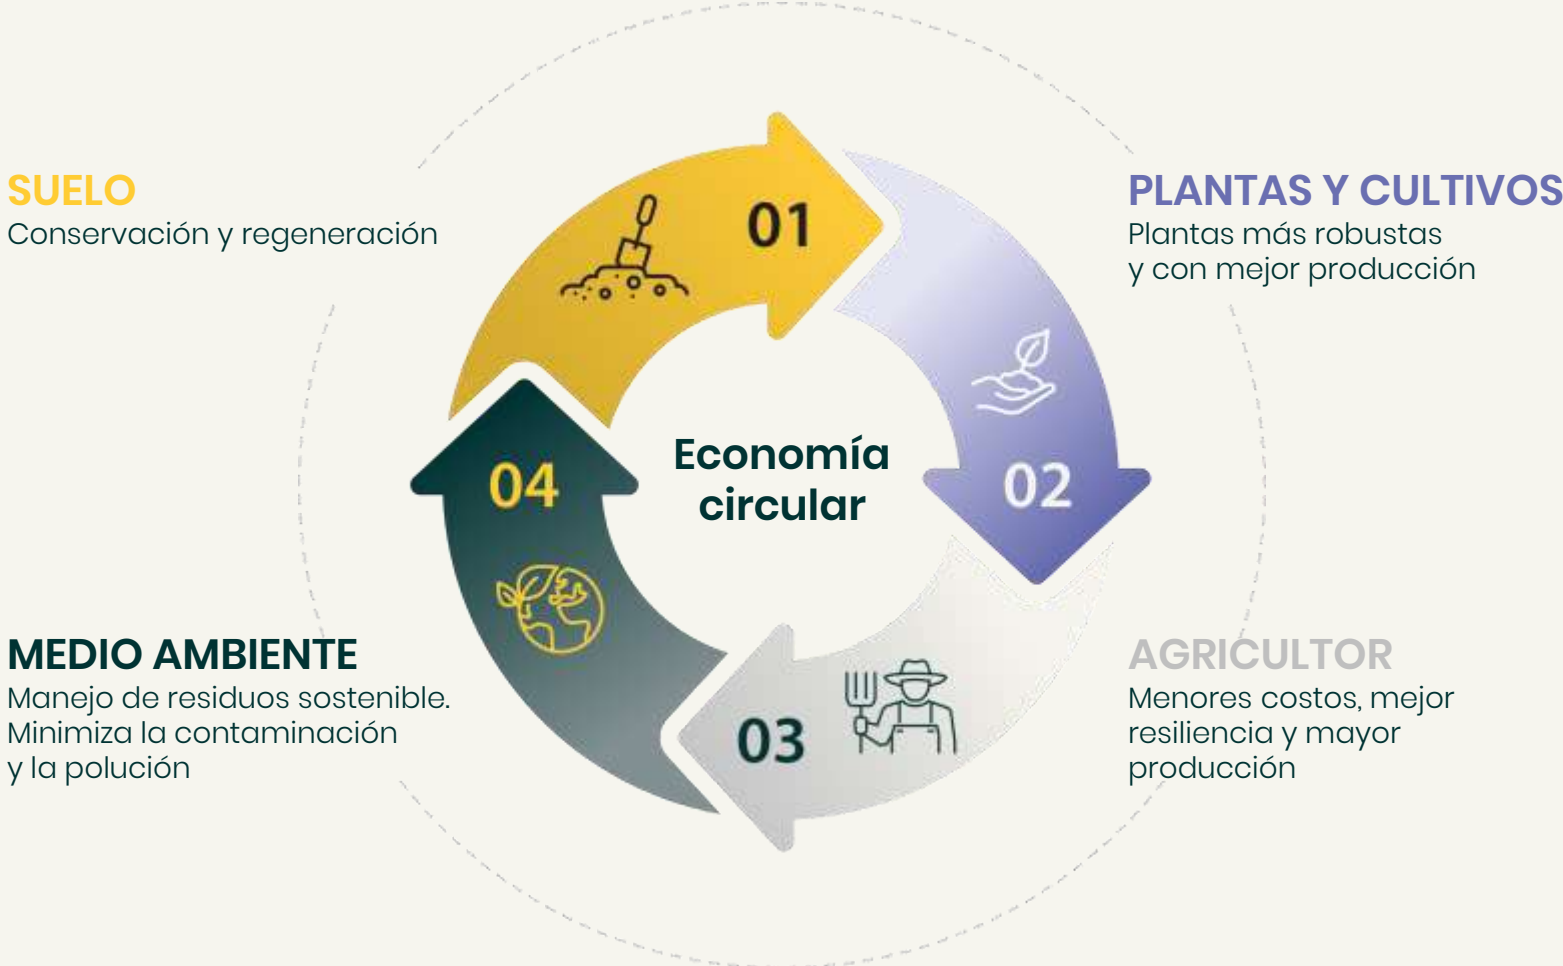 SUELO
Conservación y regeneración
01
PLANTAS Y CULTIVOS
Plantas más robustas
y con mejor producción
02
Economía
circular
04
03
AGRICULTOR
Menores costos, mejor
resiliencia y mayor
producción
MEDIO AMBIENTE
Manejo de residuos sostenible.
Minimiza la contaminación
y la polución